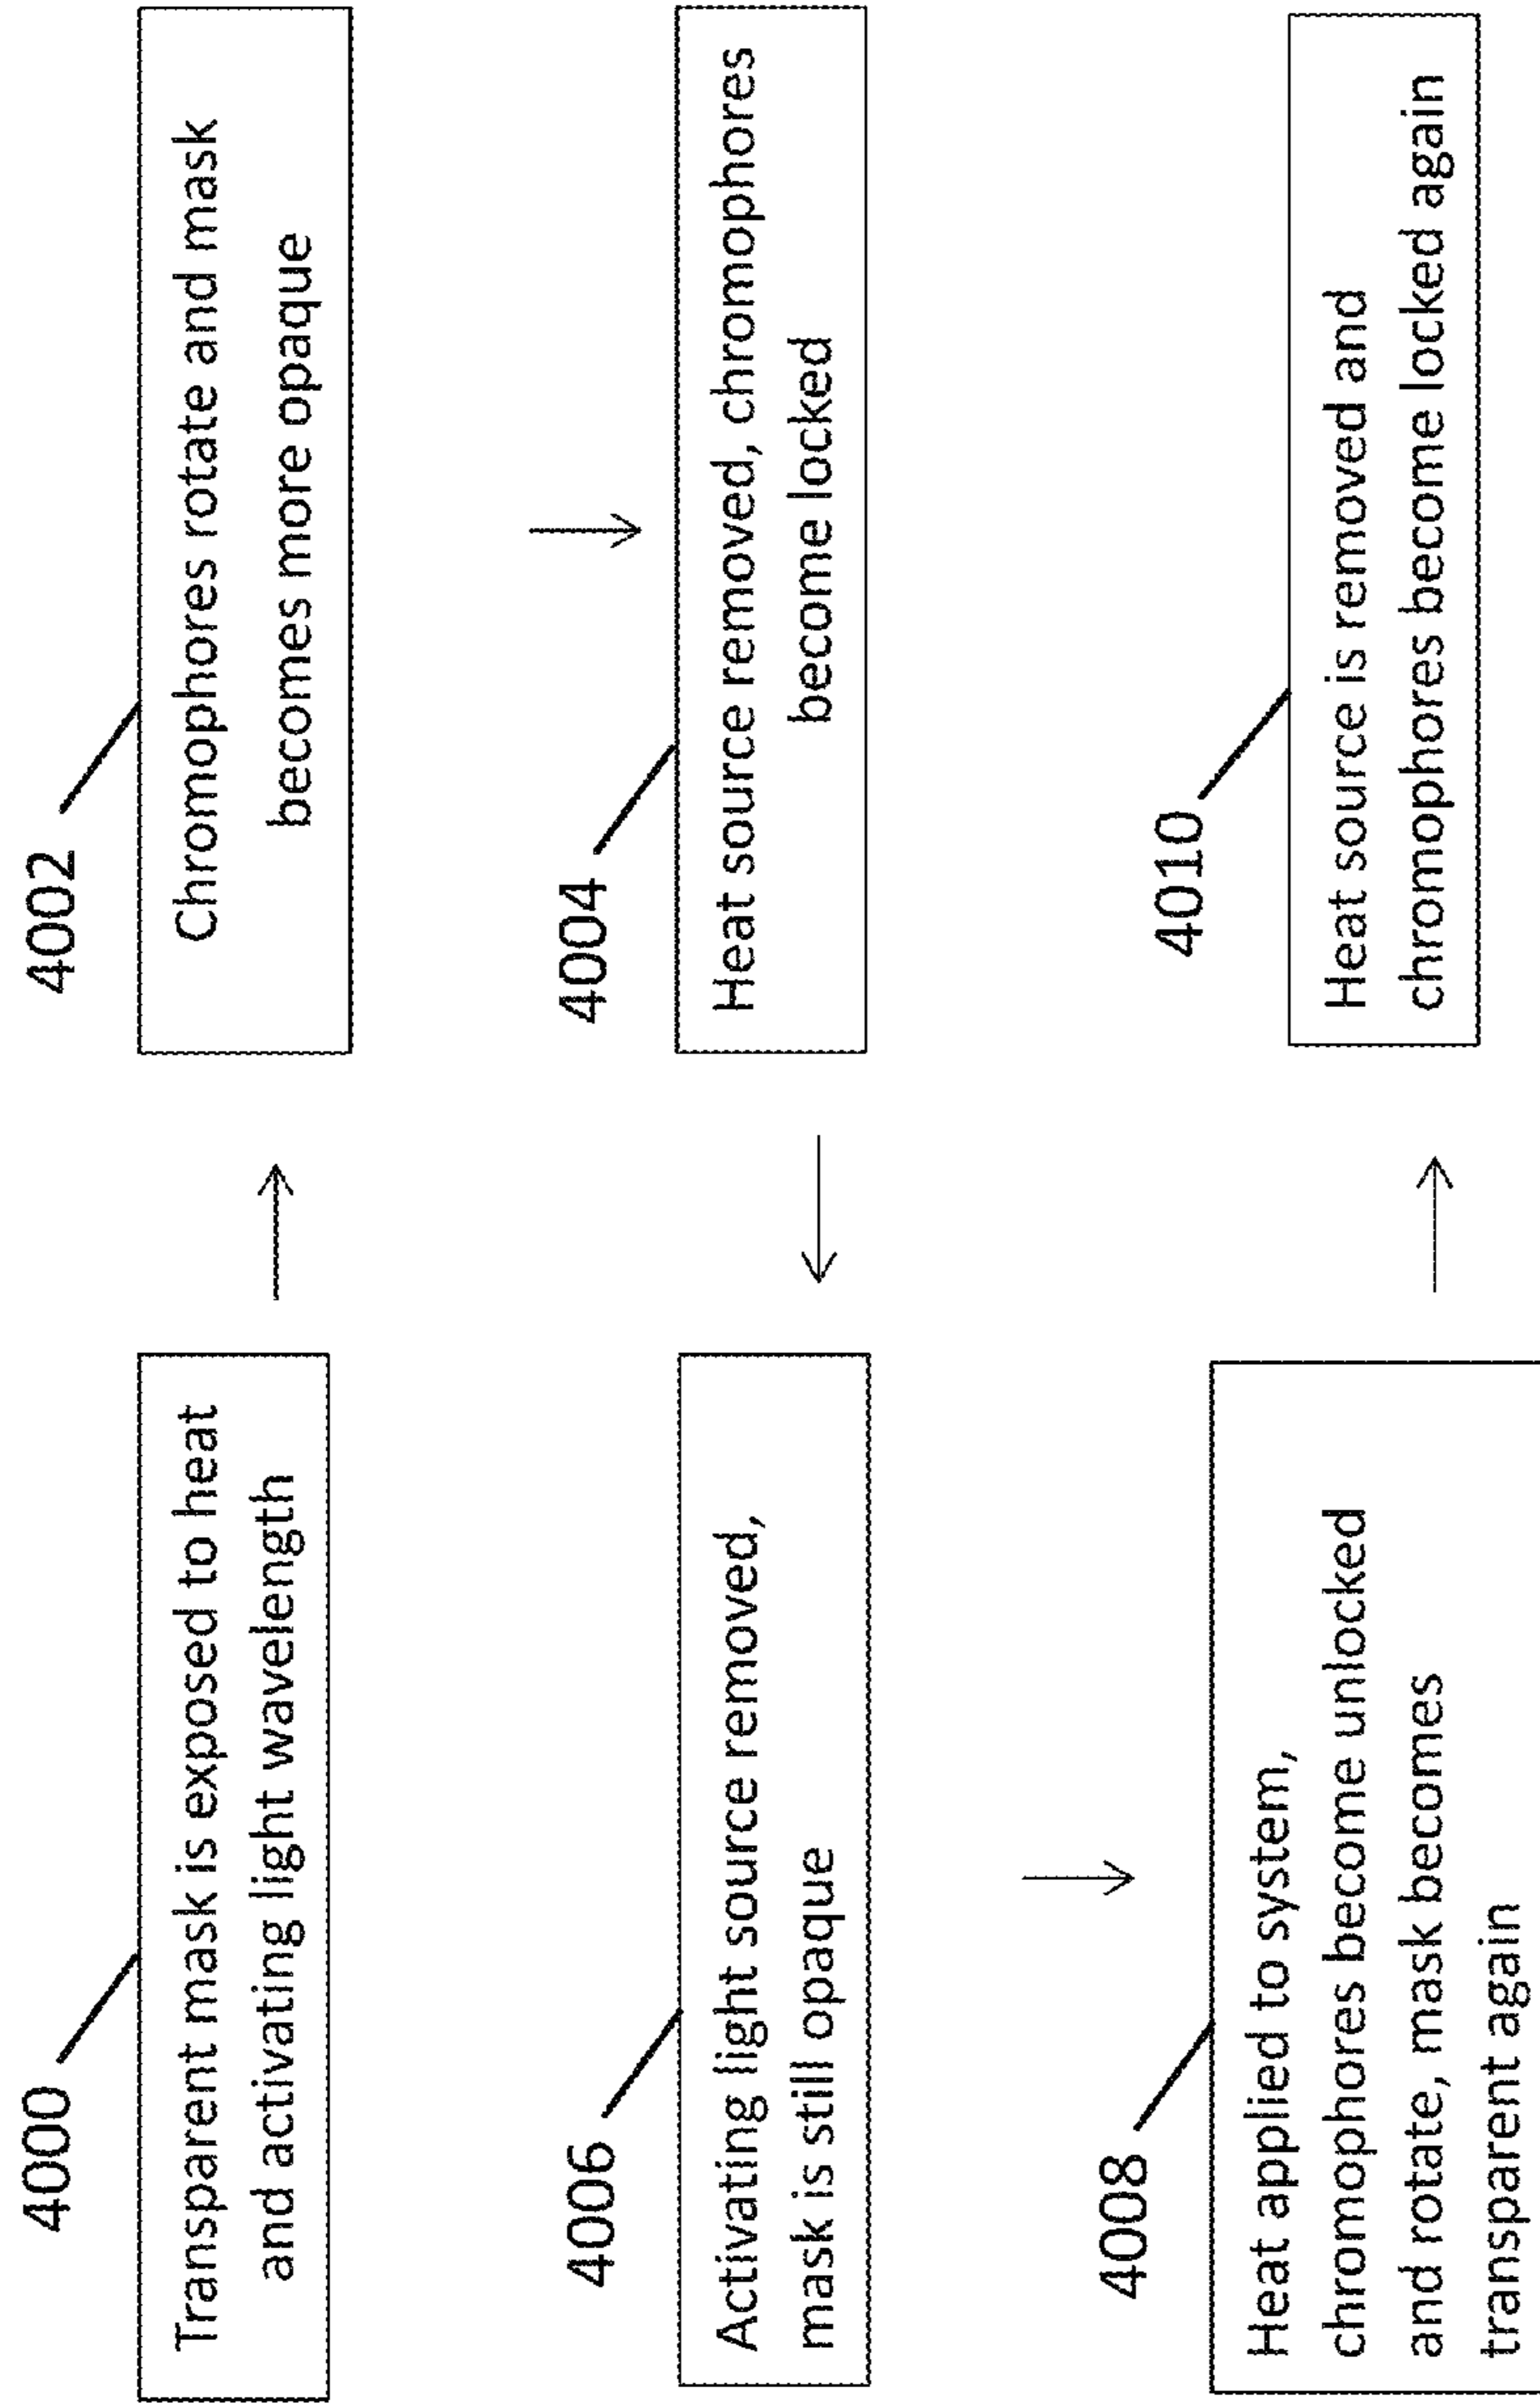 4000
Transparent mask is exposed to heat
and activating light wavelength
4002
Chromophores rotate and mask
becomes more opaque
4004
Heat source removed, chromophores
become locked
4006
Activating light source removed,
mask is still opaque
4008
Heat applied to system,
chromophores become unlocked
and rotate, mask becomes
transparent again
4010
Heat source is removed and
chromophores become locked again